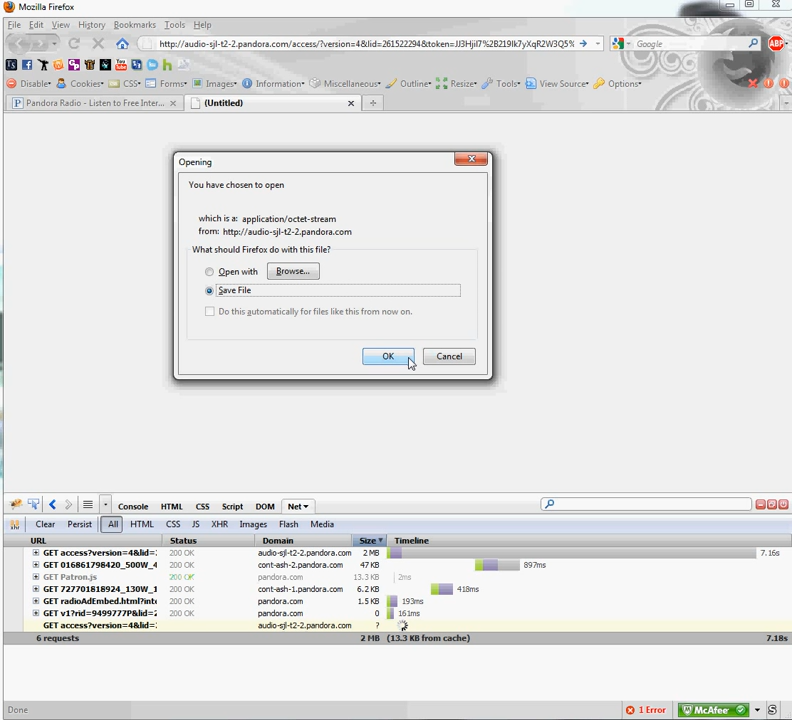 Mozilla Firefox
File Edit View History Bookmarks Tools Help
http://audio-sjl-t2-2.pandora.com/access/?version=4&lid=261522294&token=JJ3Hjil7%2B219Ik7yXqR2W3Q5% Google ABP
Disable Cookies CSS Forms Images Information Miscellaneous Outline Resize Tools View Source Options
Pandora Radio - Listen to Free Inter... (Untitled)
Opening
You have chosen to open
which is a: application/octet-stream
from: http://audio-sjl-t2-2.pandora.com
What should Firefox do with this file?
Open with Browse...
Save File
Do this automatically for files like this from now on.
OK Cancel
Console HTML CSS Script DOM Net
Clear Persist All HTML CSS JS XHR Images Flash Media
URL Status Domain Size Timeline
GET access?version=4&lid=: 200 OK audio-sjl-t2-2.pandora.com 2 MB 7.16s
GET 016861798420_500W_4 200 OK cont-ash-2.pandora.com 47 KB 897ms
GET Patron.js 200 OK pandora.com 13.3 KB 2ms
GET 727701818924_130W_1 200 OK cont-ash-1.pandora.com 6.2 KB 418ms
GET radioAdEmbed.html?inte 200 OK pandora.com 1.5 KB 193ms
GET v1?rid=9499777P&lid=2 200 OK pandora.com 0 161ms
GET access?version=4&lid=: audio-sjl-t2-2.pandora.com ?
6 requests 2 MB (13.3 KB from cache) 7.18s
Done 1 Error McAfee S